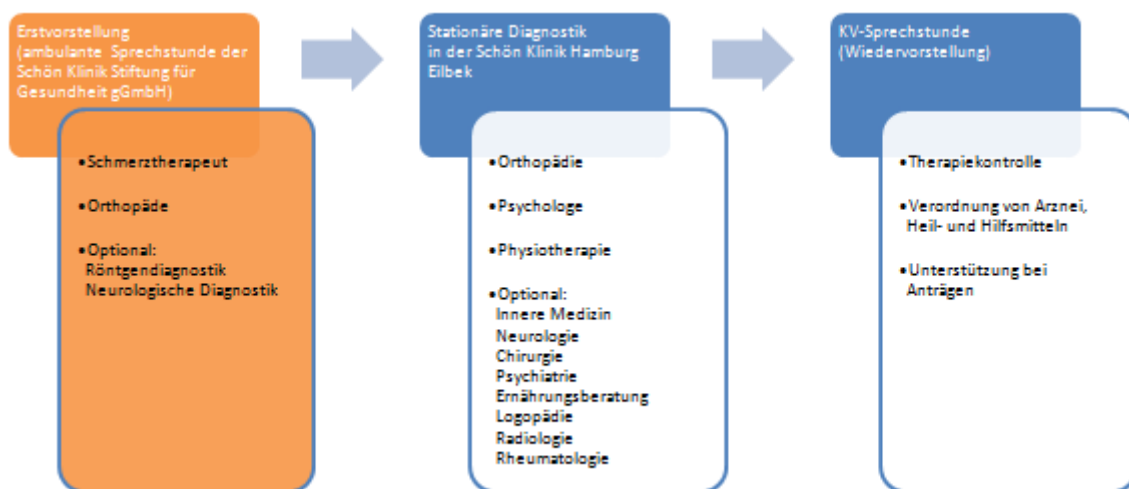 Erstvorstellung
(ambulante Sprechstunde der
Schön Klinik Stiftung für
Gesundheit gGmbH)
•Schmerztherapeut
•Orthopäde
•Optional:
Röntgendiagnostik
Neurologische Diagnostik
Stationäre Diagnostik
in der Schön Klinik Hamburg
Eilbek
•Orthopädie
•Psychologe
•Physiotherapie
•Optional:
Innere Medizin
Neurologie
Chirurgie
Psychiatrie
Ernährungsberatung
Logopädie
Radiologie
Rheumatologie
KV-Sprechstunde
(Wiedervorstellung)
•Therapiekontrolle
•Verordnung von Arznei,
Heil- und Hilfsmitteln
•Unterstützung bei
Anträgen